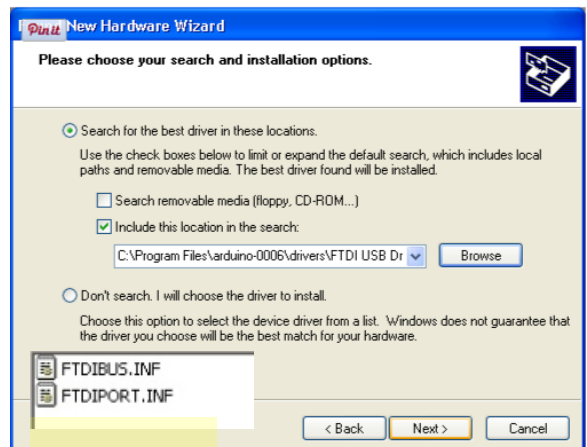 Pinit New Hardware Wizard
Please choose your search and installation options.
Search for the best driver in these locations.
Use the check boxes below to limit or expand the default search, which includes local
paths and removable media. The best driver found will be installed.
Search removable media (floppy, CD-ROM...)
Include this location in the search:
C:\Program Files\arduino-0006\drivers\FTDI USB Dr
Browse
Don't search. I will choose the driver to install.
Choose this option to select the device driver from a list. Windows does not guarantee that
the driver you choose will be the best match for your hardware.
FTDIBUS.INF
FTDIPORT.INF
< Back
Next >
Cancel